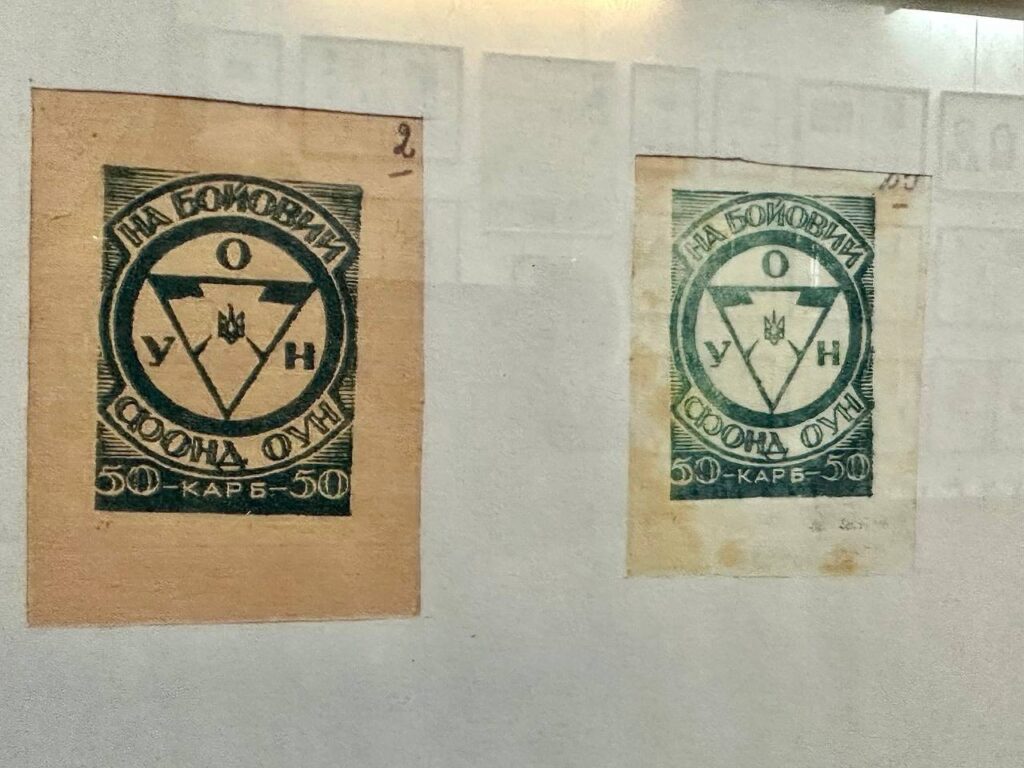 2
НА БОЙОВИЙ
О
У Н
ФОНД ОУН
50-КАРБ-50
НА БОЙОВИЙ
О
У Н
ФОНД ОУН
50-КАРБ-50